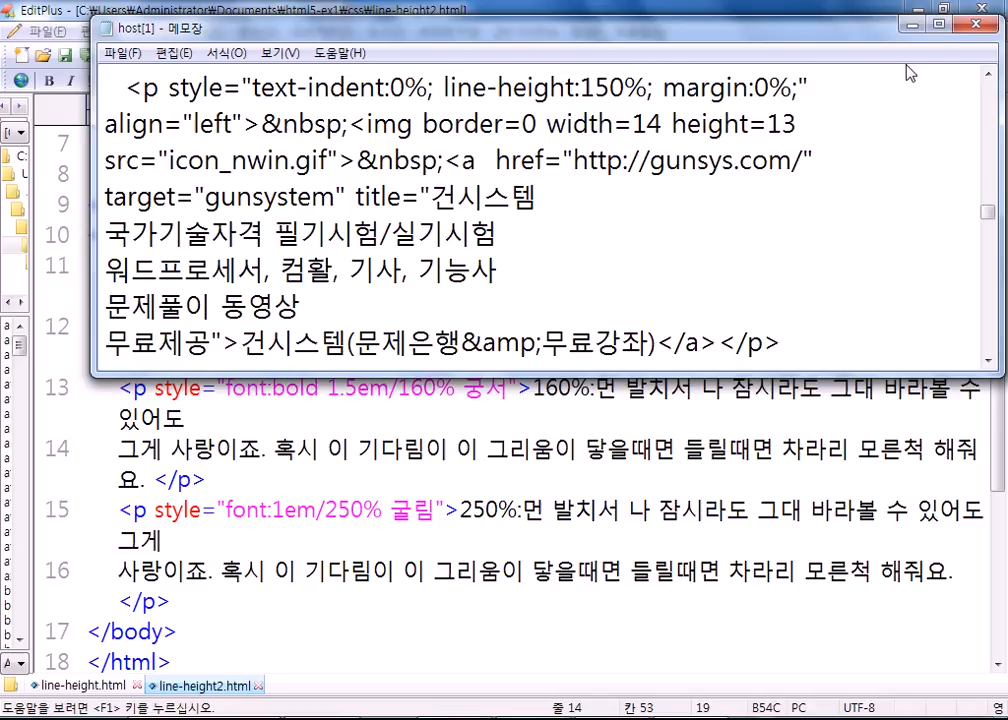 EditPlus - [C:₩Users₩Administrator₩Documents₩html5-ex1₩css₩line-height2.html]
파일(F)
host[1] - 메모장
파일(F) 편집(E) 서식(O) 보기(V) 도움말(H)
B I
<p style="text-indent:0%; line-height:150%; margin:0%;"
align="left">&nbsp;<img border=0 width=14 height=13
src="icon_nwin.gif">&nbsp;<a href="http://gunsys.com/"
target="gunsystem" title="건시스템
국가기술자격 필기시험/실기시험
워드프로세서, 컴활, 기사, 기능사
문제풀이 동영상
무료제공">건시스템(문제은행&amp;무료강좌)</a></p>
7
8
9
10
11
12
13 <p style="font:bold 1.5em/160% 궁서">160%:먼 발치서 나 잠시라도 그대 바라볼 수
있어도
14 그게 사랑이죠. 혹시 이 기다림이 이 그리움이 닿을때면 들릴때면 차라리 모른척 해줘
요. </p>
15 <p style="font:1em/250% 굴림">250%:먼 발치서 나 잠시라도 그대 바라볼 수 있어도
그게
16 사랑이죠. 혹시 이 기다림이 이 그리움이 닿을때면 들릴때면 차라리 모른척 해줘요.
</p>
17 </body>
18 </html>
line-height.html line-height2.html
도움말을 보려면 <F1> 키를 누르십시오. 줄 14 칸 53 19 B54C PC UTF-8 영